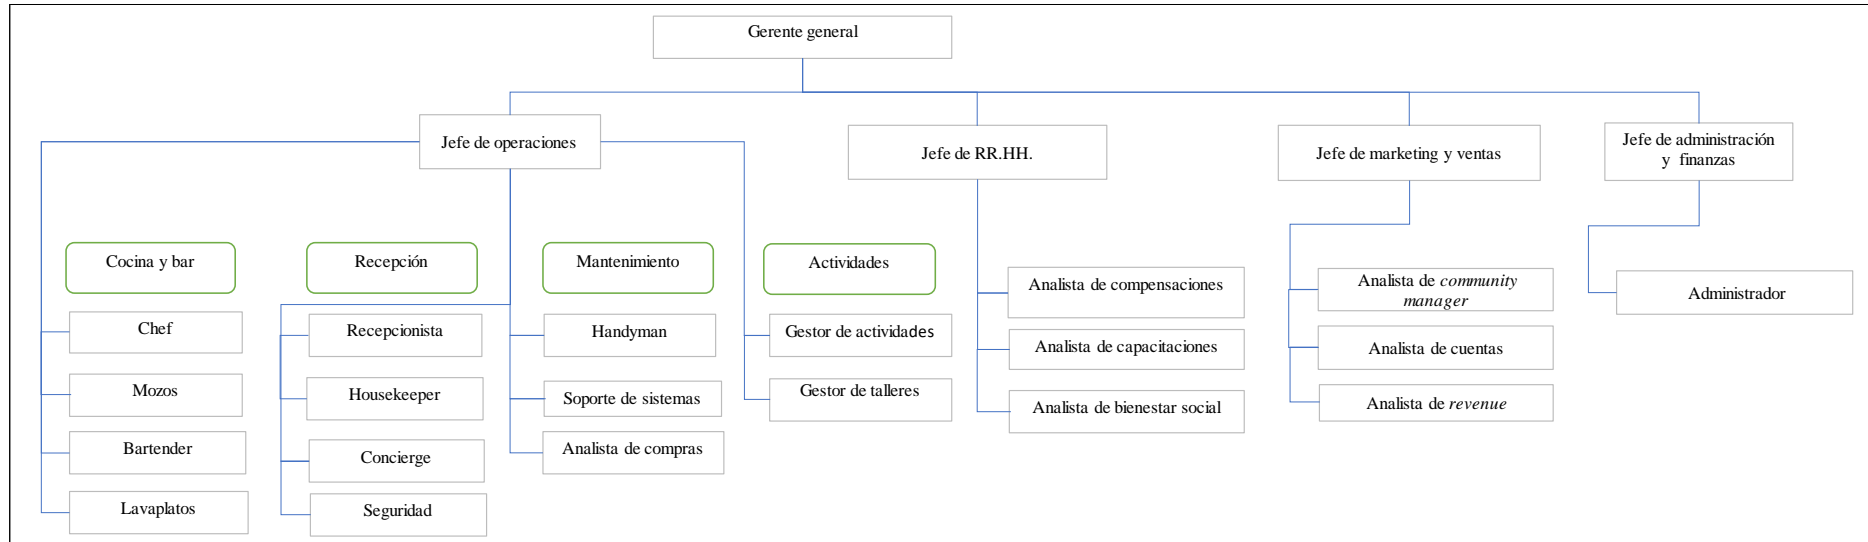 Gerente general
Jefe de operaciones
Jefe de RR.HH.
Jefe de marketing y ventas
Jefe de administración
y finanzas
Cocina y bar
Recepción
Mantenimiento
Actividades
Chef
Mozos
Bartender
Lavaplatos
Recepcionista
Housekeeper
Concierge
Seguridad
Handyman
Soporte de sistemas
Analista de compras
Gestor de actividades
Gestor de talleres
Analista de compensaciones
Analista de capacitaciones
Analista de bienestar social
Analista de community
manager
Analista de cuentas
Analista de revenue
Administrador